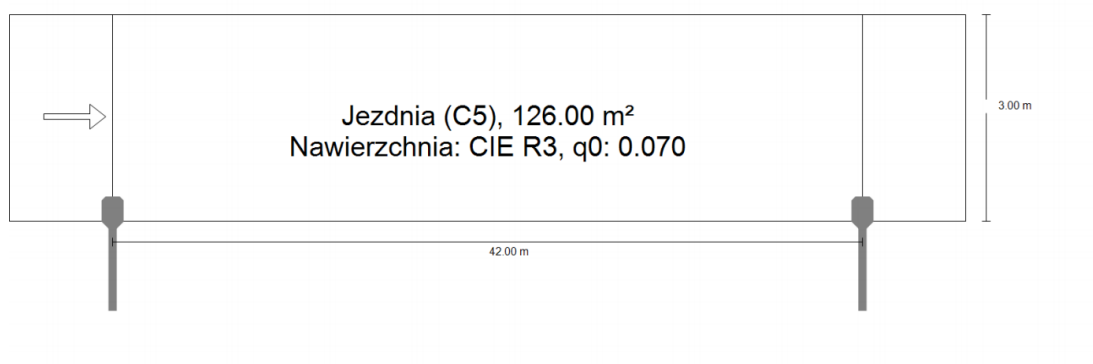 Jezdnia (C5), 126.00 m²
Nawierzchnia: CIE R3, q0: 0.070
3.00 m
42.00 m